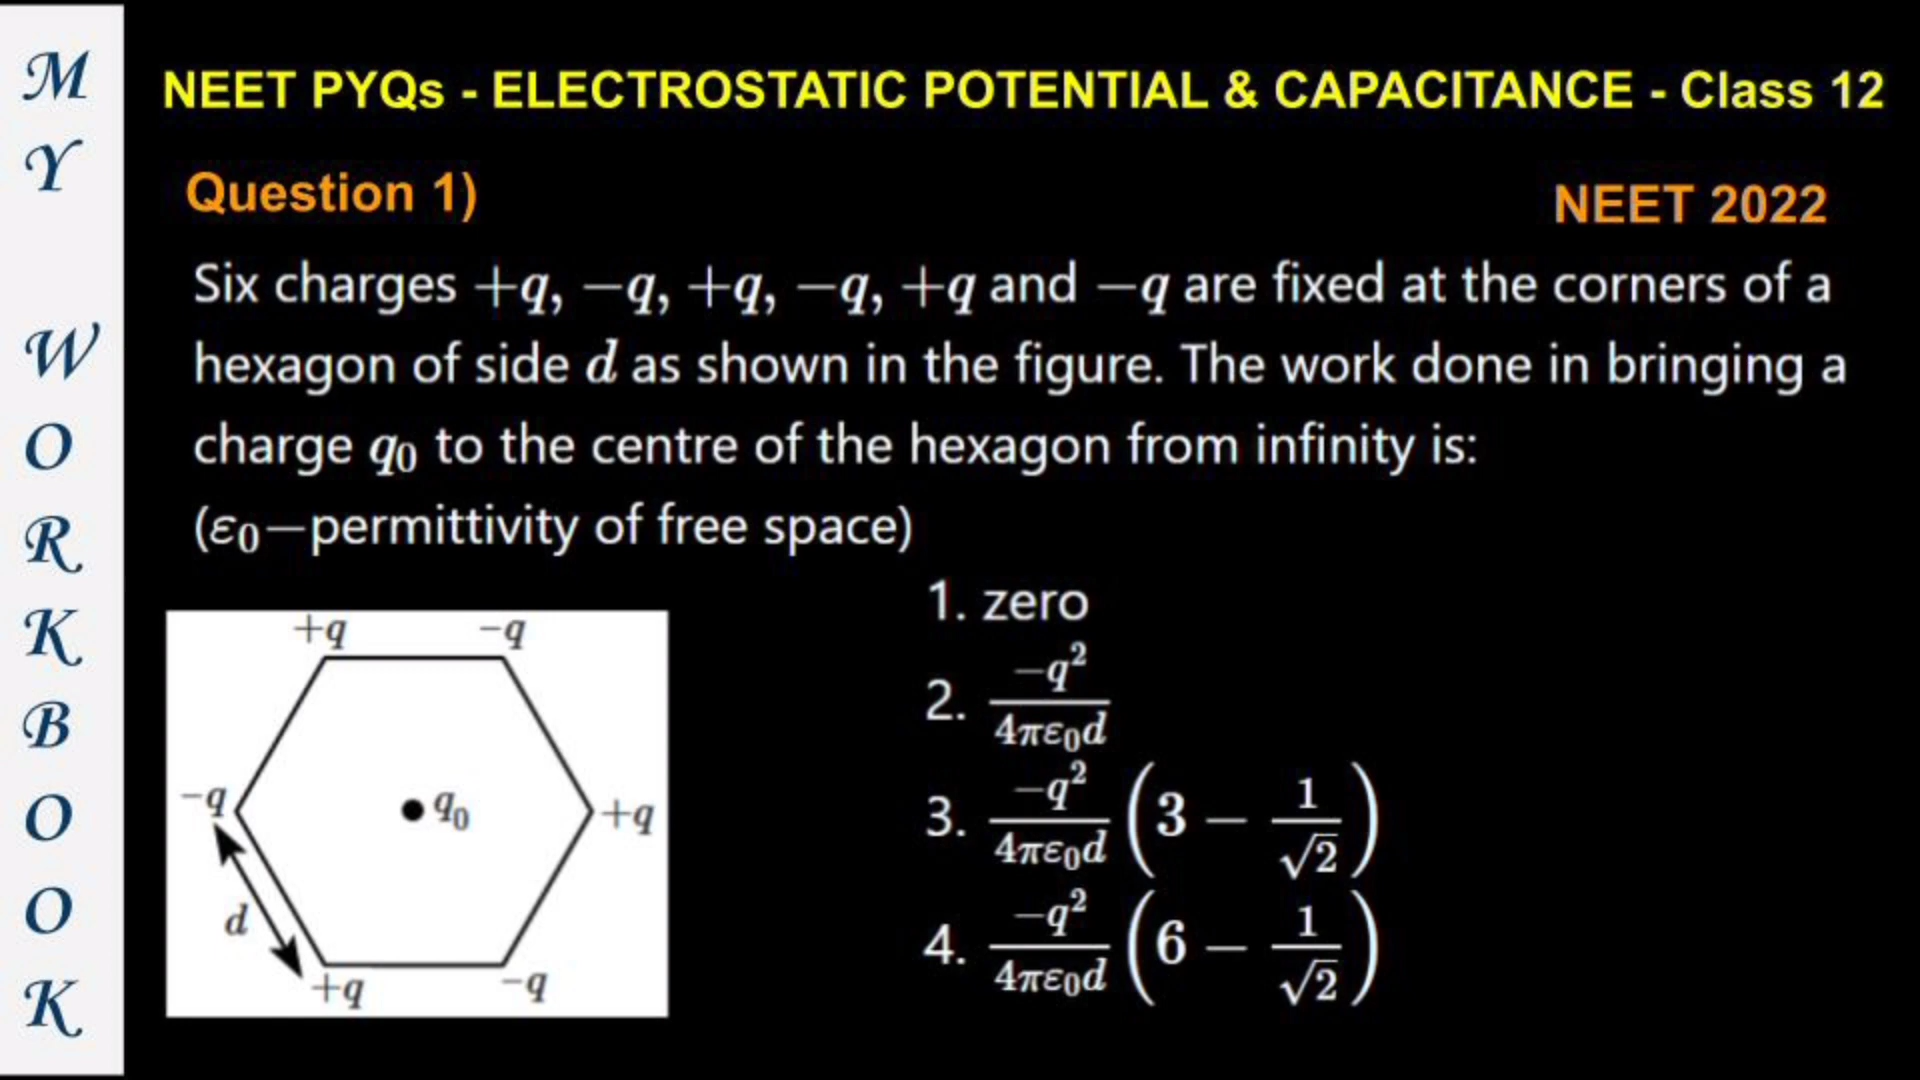 MY WORKBOOK
NEET PYQs - ELECTROSTATIC POTENTIAL & CAPACITANCE - Class 12
Question 1)
NEET 2022
Six charges +q, −q, +q, −q, +q and −q are fixed at the corners of a
hexagon of side d as shown in the figure. The work done in bringing a
charge q₀ to the centre of the hexagon from infinity is:
(ε₀−permittivity of free space)
+q −q
−q q₀ +q
d
+q −q
1. zero
2. −q²/4πε₀d
3. −q²/4πε₀d (3 − 1/√2)
4. −q²/4πε₀d (6 − 1/√2)